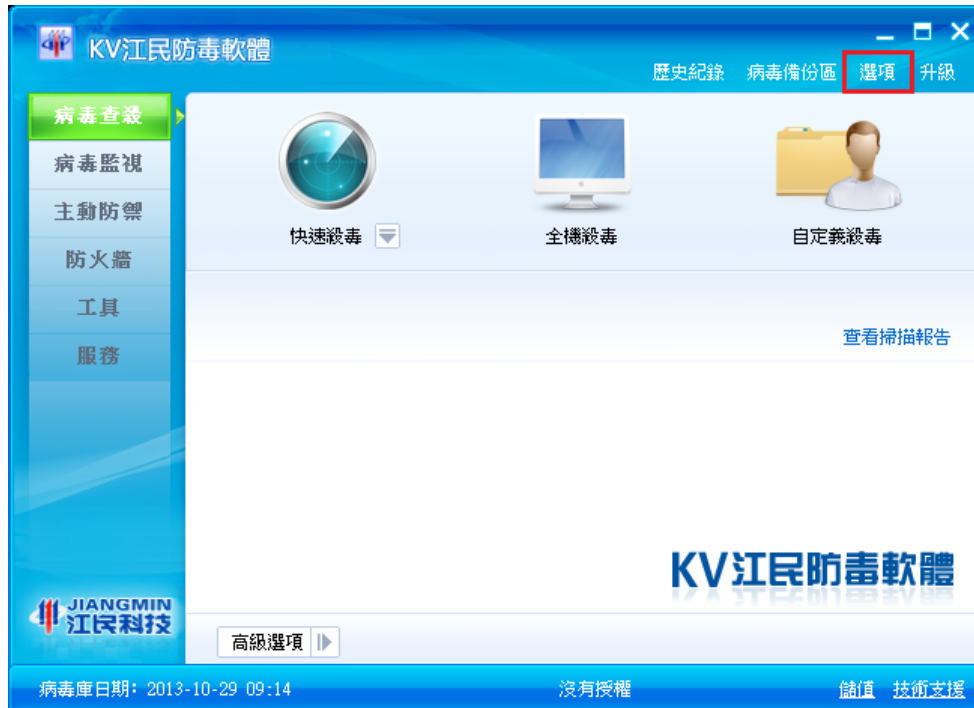 KV江民防毒軟體
歷史紀錄 病毒備份區 選項 升級
病毒查殺
病毒監視
主動防禦
防火牆
工具
服務
快速殺毒 全機殺毒 自定義殺毒
查看掃描報告
KV江民防毒軟體
JIANGMIN
江民科技
高級選項
病毒庫日期: 2013-10-29 09:14 沒有授權 儲值 技術支援